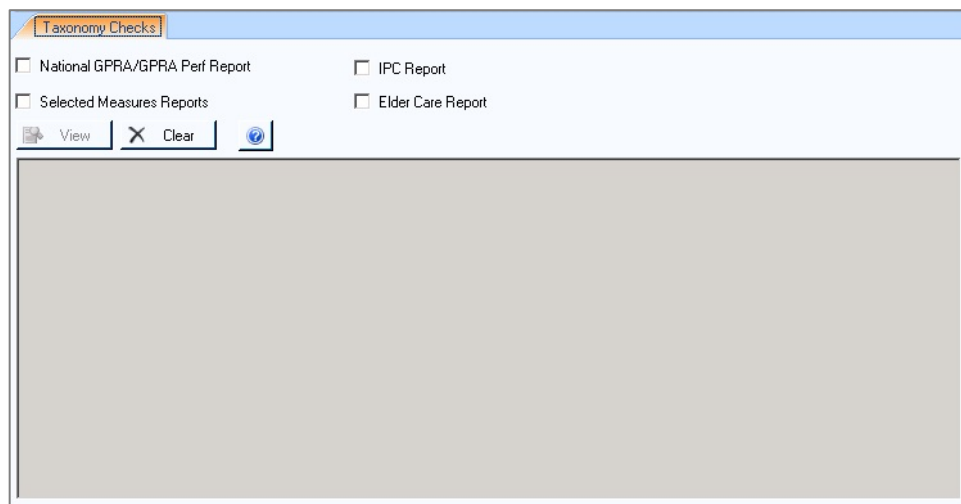 Taxonomy Checks
National GPRA/GPRA Perf Report
IPC Report
Selected Measures Reports
Elder Care Report
View
Clear